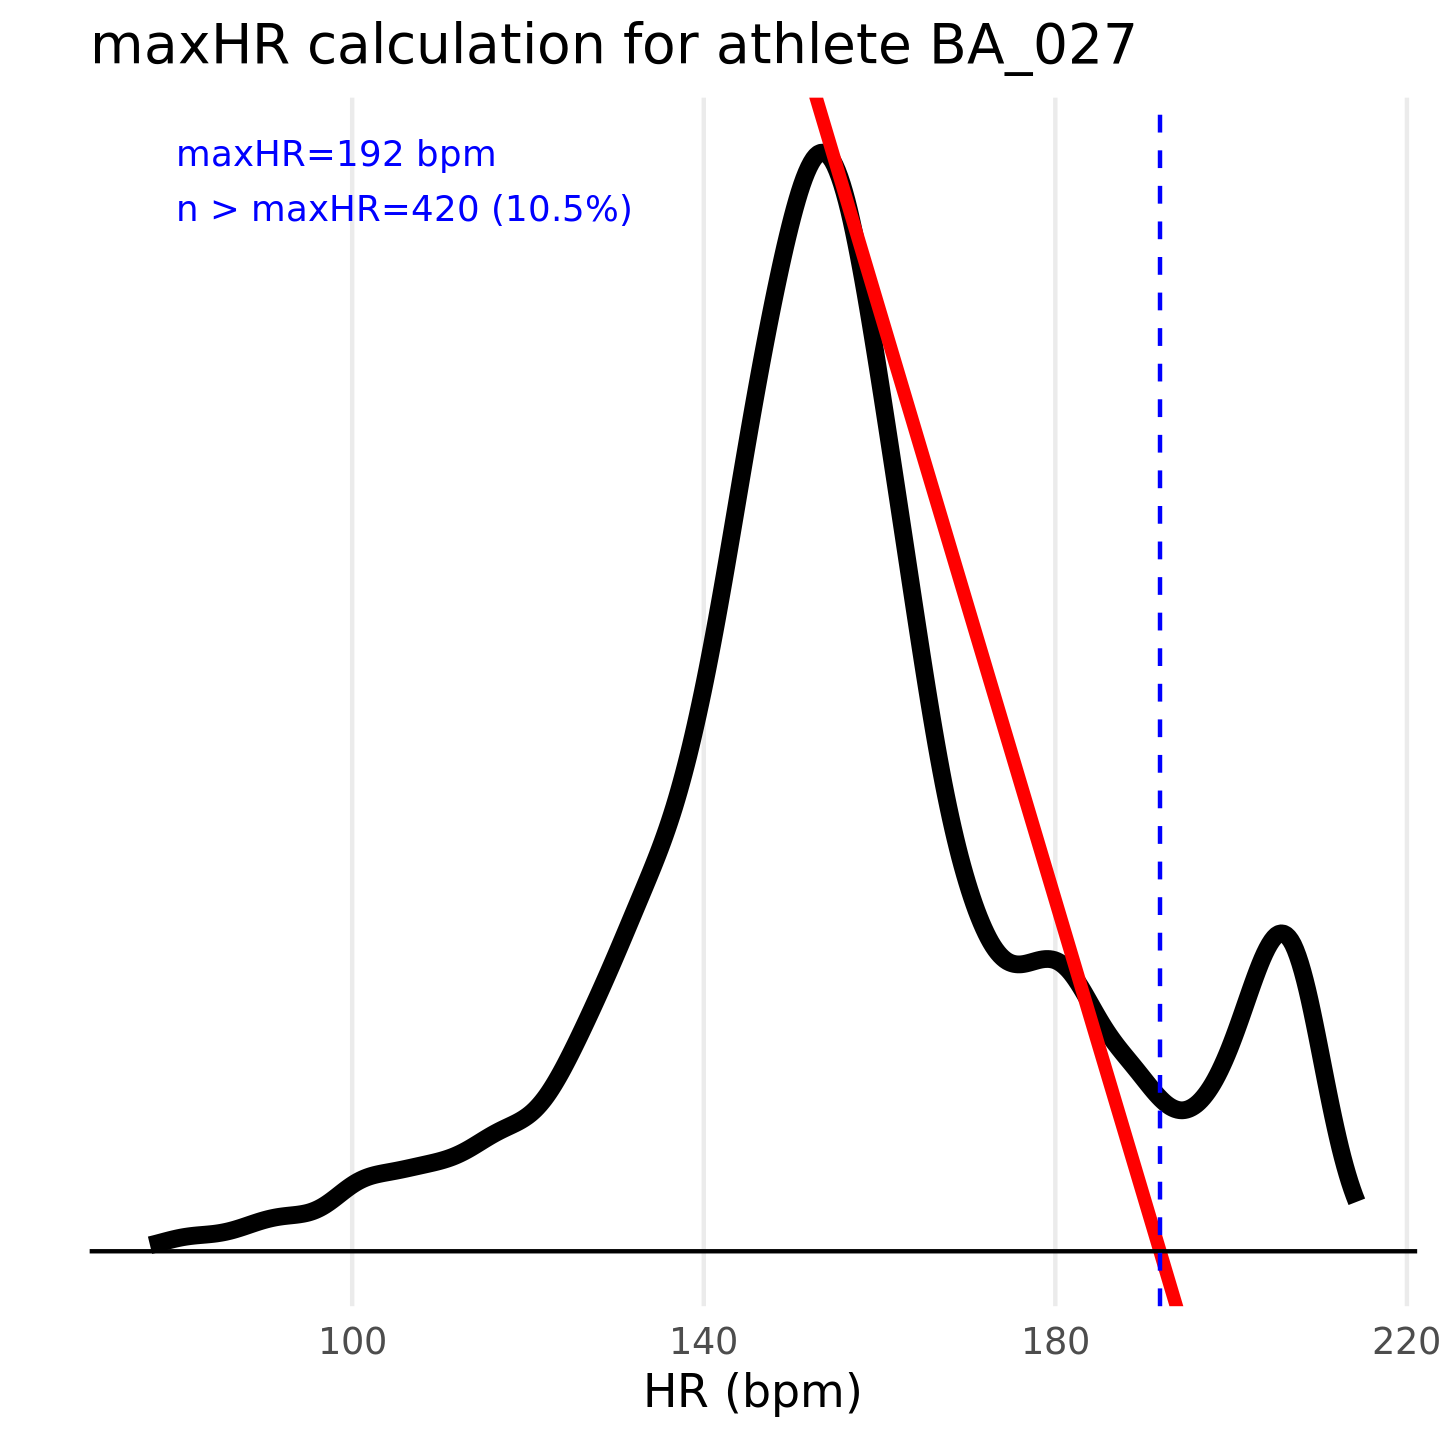 maxHR calculation for athlete BA_027
maxHR=192 bpm
n > maxHR=420 (10.5%)
100 140 180 220
HR (bpm)